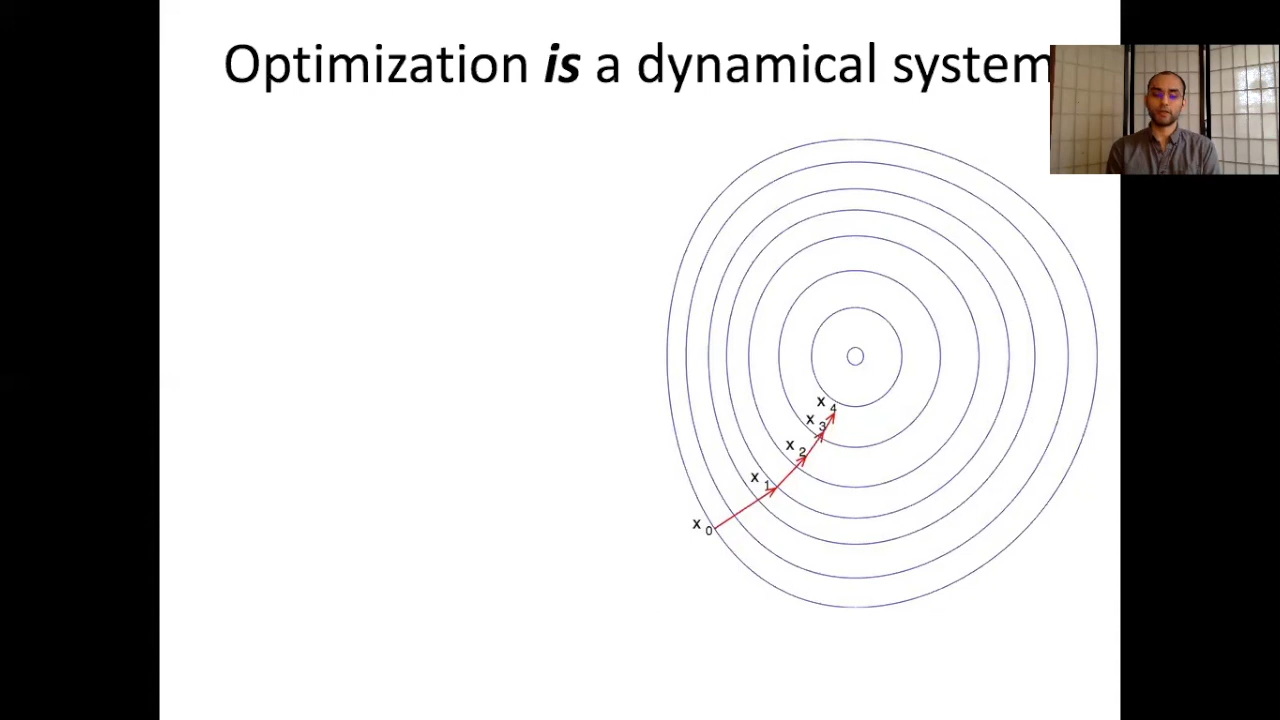 Optimization is a dynamical system
x 4
x 3
x 2
x 1
x 0